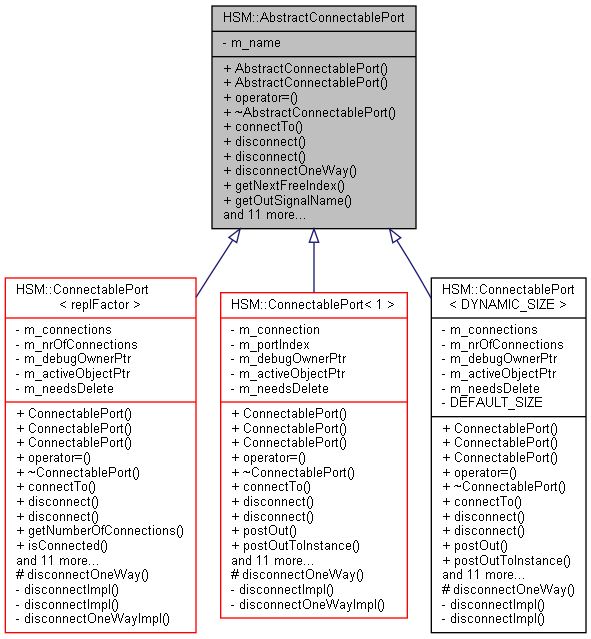 HSM::AbstractConnectablePort
- m_name
+ AbstractConnectablePort()
+ AbstractConnectablePort()
+ operator=()
+ ~AbstractConnectablePort()
+ connectTo()
+ disconnect()
+ disconnect()
+ disconnectOneWay()
+ getNextFreeIndex()
+ getOutSignalName()
and 11 more...
HSM::ConnectablePort
< replFactor >
- m_connections
- m_nrOfConnections
- m_debugOwnerPtr
- m_activeObjectPtr
- m_needsDelete
+ ConnectablePort()
+ ConnectablePort()
+ ConnectablePort()
+ operator=()
+ ~ConnectablePort()
+ connectTo()
+ disconnect()
+ disconnect()
+ getNumberOfConnections()
+ isConnected()
and 11 more...
# disconnectOneWay()
- disconnectImpl()
- disconnectImpl()
- disconnectOneWayImpl()
HSM::ConnectablePort< 1 >
- m_connection
- m_portIndex
- m_debugOwnerPtr
- m_activeObjectPtr
- m_needsDelete
+ ConnectablePort()
+ ConnectablePort()
+ ConnectablePort()
+ operator=()
+ ~ConnectablePort()
+ connectTo()
+ disconnect()
+ disconnect()
+ postOut()
+ postOutToInstance()
and 11 more...
# disconnectOneWay()
- disconnectImpl()
- disconnectOneWayImpl()
HSM::ConnectablePort
< DYNAMIC_SIZE >
- m_connections
- m_nrOfConnections
- m_debugOwnerPtr
- m_activeObjectPtr
- m_needsDelete
- DEFAULT_SIZE
+ ConnectablePort()
+ ConnectablePort()
+ ConnectablePort()
+ operator=()
+ ~ConnectablePort()
+ connectTo()
+ disconnect()
+ disconnect()
+ postOut()
+ postOutToInstance()
and 11 more...
# disconnectOneWay()
- disconnectImpl()
- disconnectImpl()